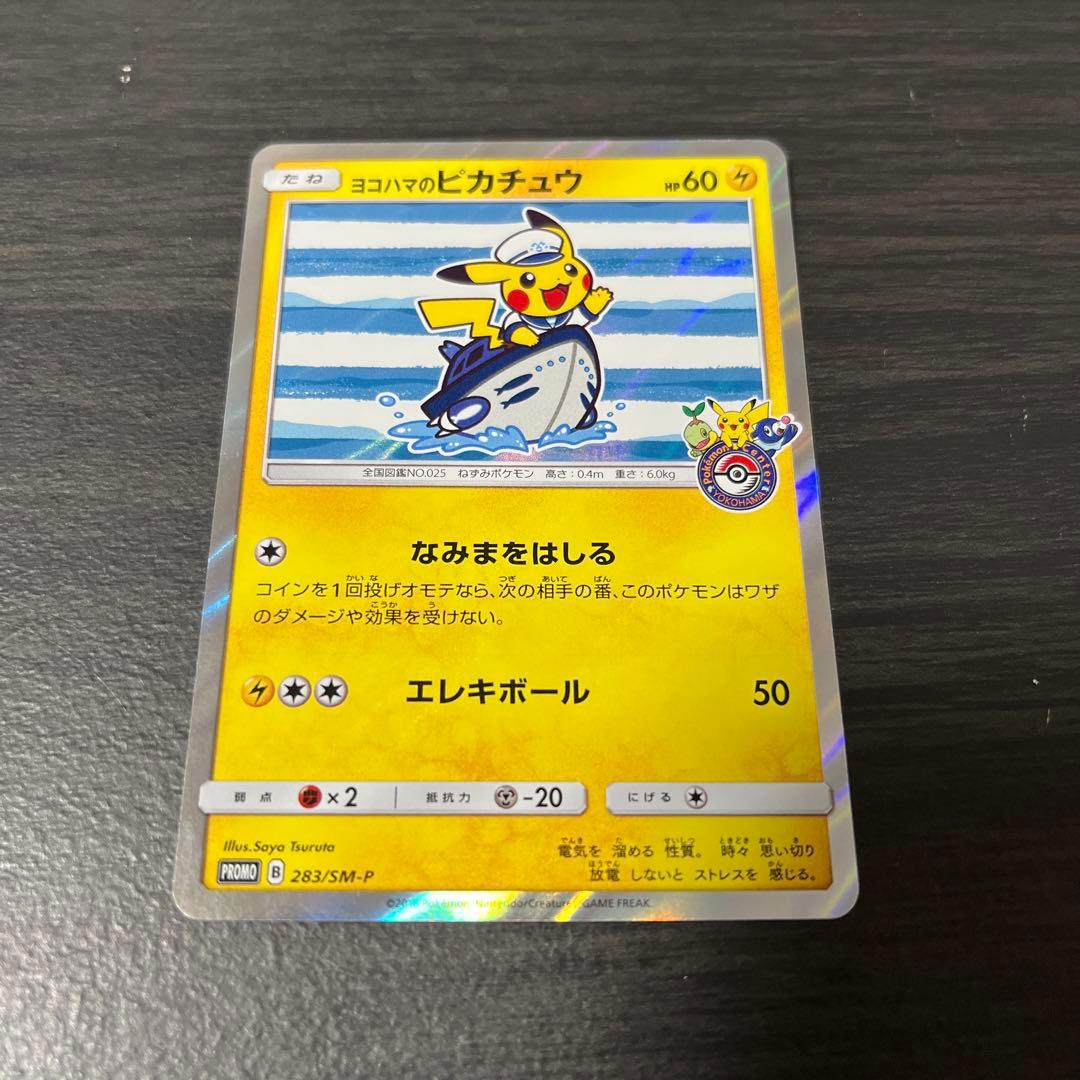 たね ヨコハマのピカチュウ HP60
Pokémon Center
YOKOHAMA
全国図鑑NO.025 ねずみポケモン 高さ:0.4m 重さ:6.0kg
なみまをはしる
コインを1回投げオモテなら、次の相手の番、このポケモンはワザ
のダメージや効果を受けない。
エレキボール 50
弱点 ×2 抵抗力 -20 にげる
Illus.Saya Tsuruta
電気を 溜める 性質。 時々 思い切り
放電 しないと ストレスを 感じる。
PROMO B 283/SM-P
Pokémon/Nintendo/Creatures/GAME FREAK.